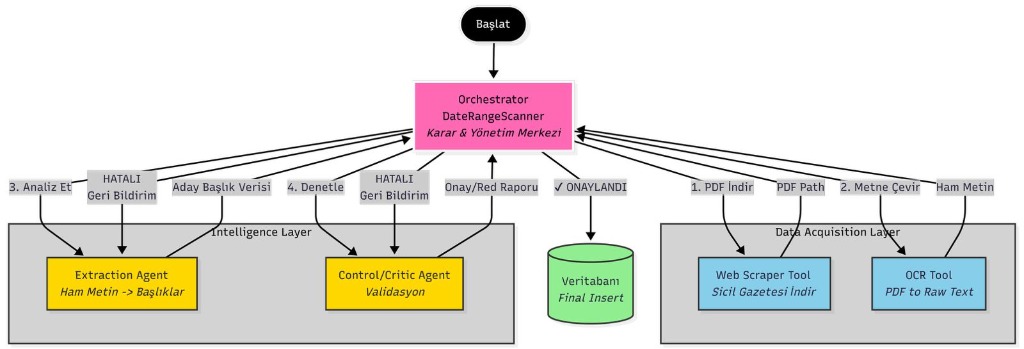 Başlat
Orchestrator
DateRangeScanner
Karar & Yönetim Merkezi
3. Analiz Et
HATALI
Geri Bildirim
Aday Başlık Verisi
4. Denetle
HATALI
Geri Bildirim
Onay/Red Raporu
✓ ONAYLANDI
1. PDF İndir
PDF Path
2. Metne Çevir
Ham Metin
Intelligence Layer
Data Acquisition Layer
Extraction Agent
Ham Metin -> Başlıklar
Control/Critic Agent
Validasyon
Veritabanı
Final Insert
Web Scraper Tool
Sicil Gazetesi İndir
OCR Tool
PDF to Raw Text